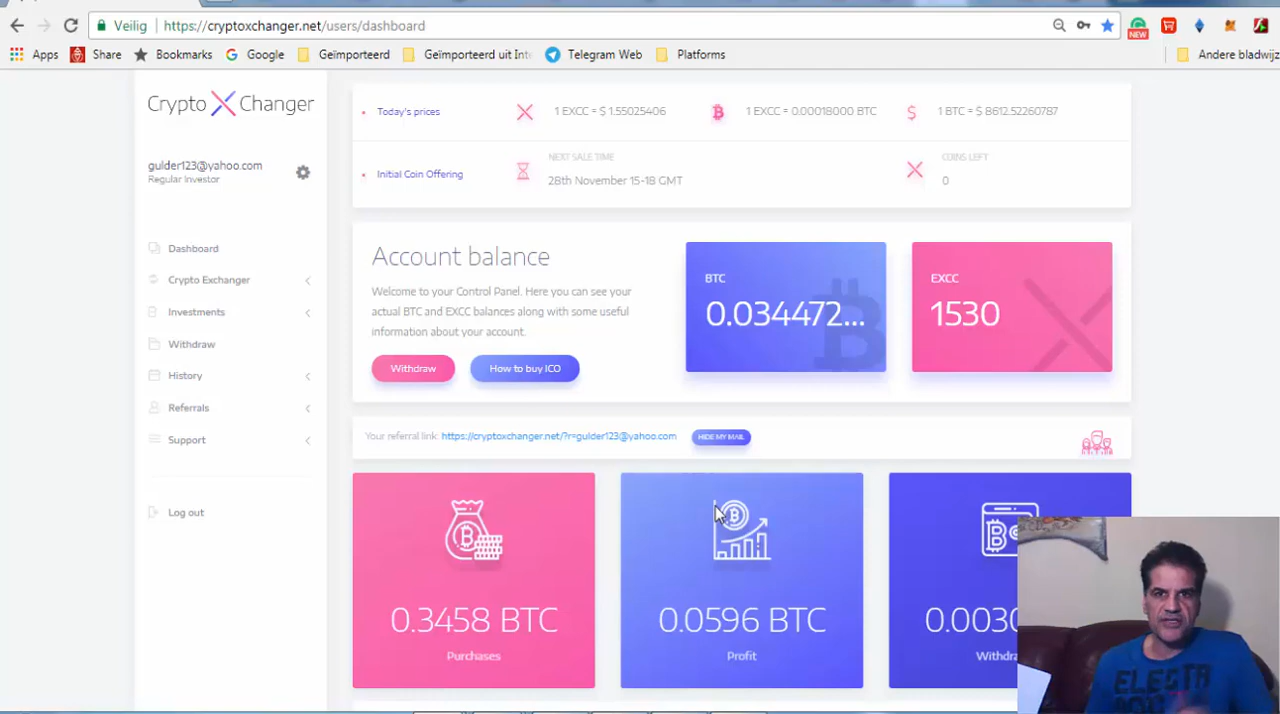 Veilig https://cryptoxchanger.net/users/dashboard
NEW
Apps Share Bookmarks Google Geïmporteerd Geïmporteerd uit Inte Telegram Web Platforms Andere bladwijz
Crypto X Changer
gulder123@yahoo.com
Regular Investor
Dashboard
Crypto Exchanger
Investments
Withdraw
History
Referrals
Support
Log out
Today's prices 1 EXCC = $ 1.55025406 1 EXCC = 0.00018000 BTC 1 BTC = $ 8612.52260787
Initial Coin Offering
NEXT SALE TIME
28th November 15-18 GMT
COINS LEFT
0
Account balance
Welcome to your Control Panel. Here you can see your
actual BTC and EXCC balances along with some useful
information about your account.
Withdraw How to buy ICO
BTC
0.034472...
EXCC
1530
Your referral link: https://cryptoxchanger.net/?r=gulder123@yahoo.com HIDE MY MAIL
0.3458 BTC
Purchases
0.0596 BTC
Profit
0.0030
Withdra
ELECTR